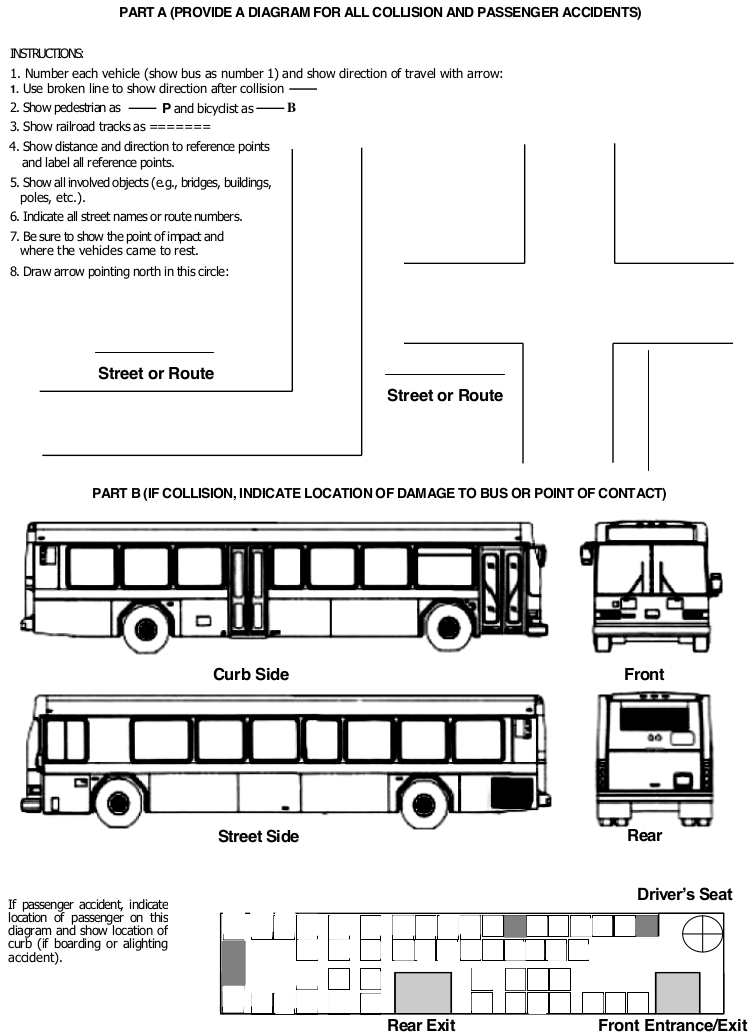 PART A (PROVIDE A DIAGRAM FOR ALL COLLISION AND PASSENGER ACCIDENTS)
INSTRUCTIONS:
1. Number each vehicle (show bus as number 1) and show direction of travel with arrow:
1. Use broken line to show direction after collision ——
2. Show pedestrian as —— P and bicyclist as —— B
3. Show railroad tracks as =======
4. Show distance and direction to reference points
and label all reference points.
5. Show all involved objects (e.g., bridges, buildings,
poles, etc.).
6. Indicate all street names or route numbers.
7. Be sure to show the point of impact and
where the vehicles came to rest.
8. Draw arrow pointing north in this circle:
Street or Route
Street or Route
PART B (IF COLLISION, INDICATE LOCATION OF DAMAGE TO BUS OR POINT OF CONTACT)
Curb Side
Front
Street Side
Rear
Driver's Seat
If passenger accident, indicate
location of passenger on this
diagram and show location of
curb (if boarding or alighting
accident).
Rear Exit
Front Entrance/Exit